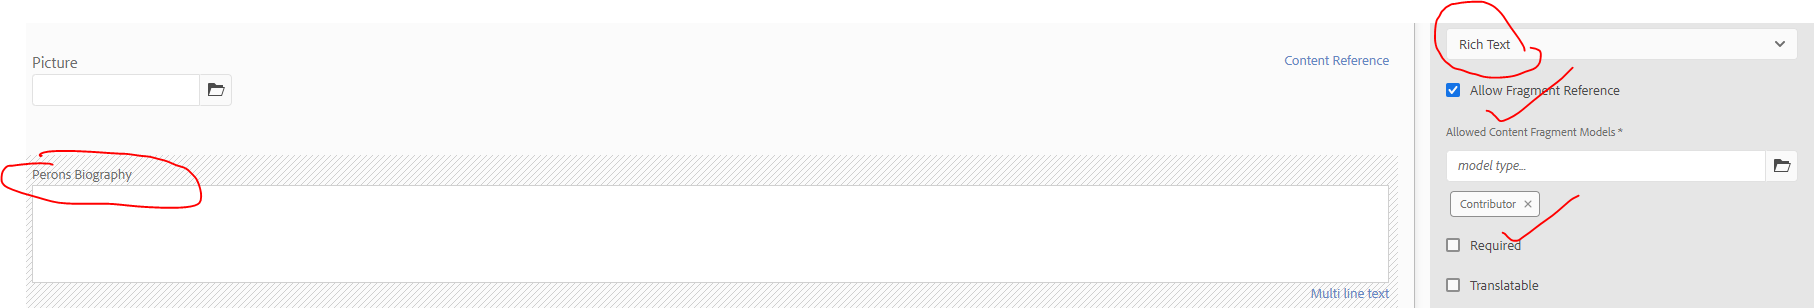 Picture
Content Reference
Perons Biography
Multi line text
Rich Text
Allow Fragment Reference
Allowed Content Fragment Models *
model type...
Contributor ×
Required
Translatable